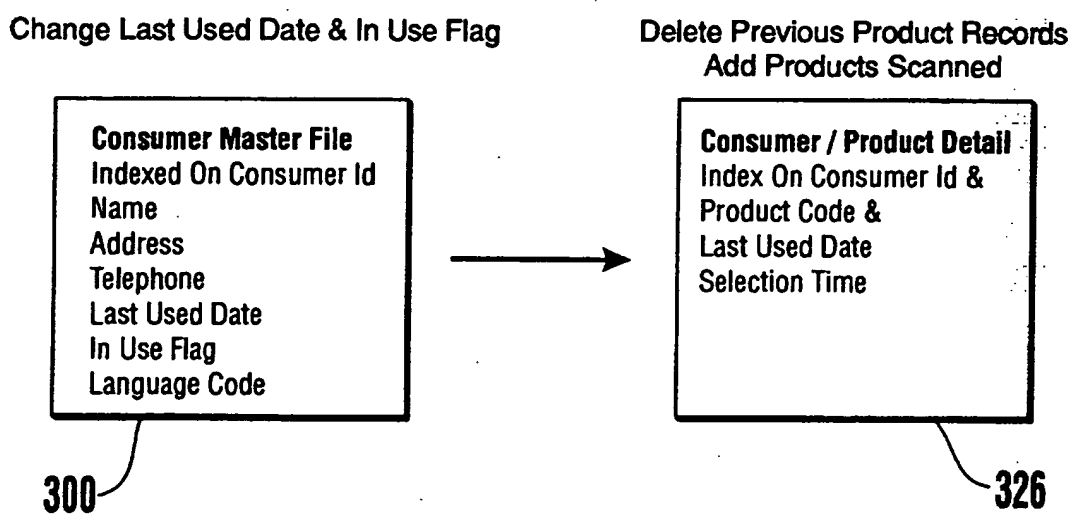 Change Last Used Date & In Use Flag
Delete Previous Product Records
Add Products Scanned
Consumer Master File
Indexed On Consumer Id
Name
Address
Telephone
Last Used Date
In Use Flag
Language Code
300
Consumer / Product Detail
Index On Consumer Id &
Product Code &
Last Used Date
Selection Time
326